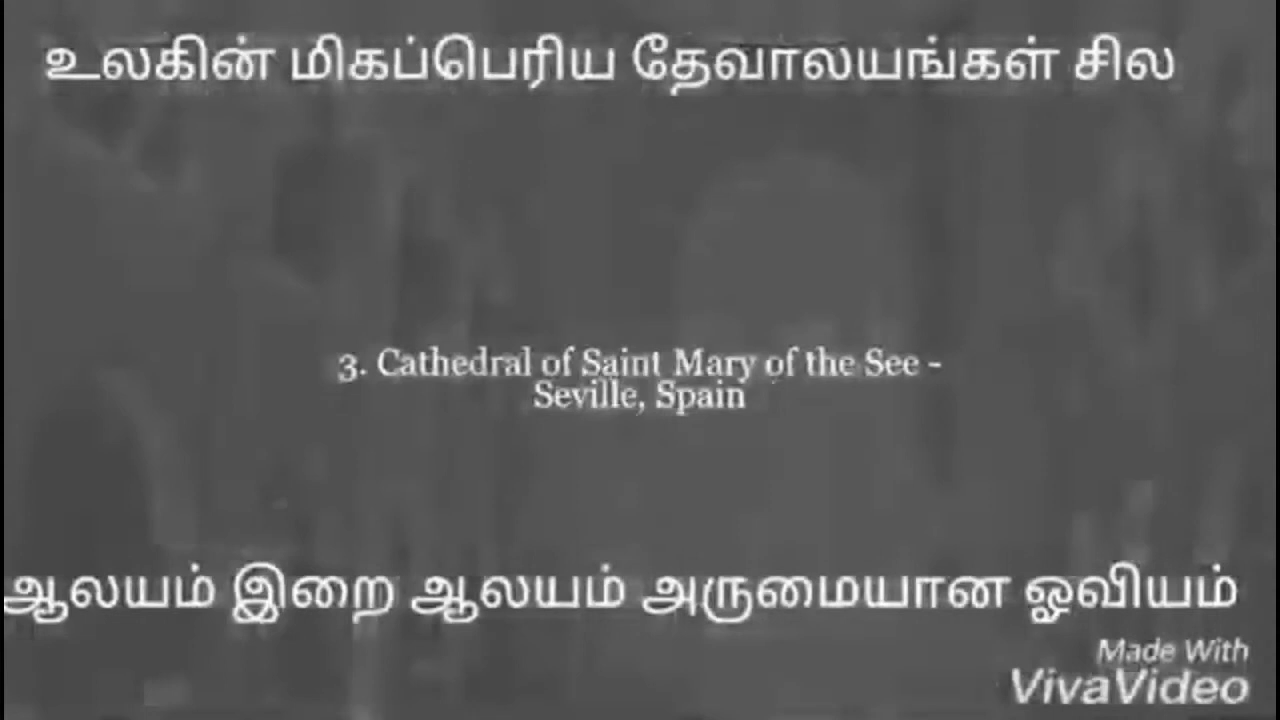 உலகின் மிகப்பெரிய தேவாலயங்கள் சில
3. Cathedral of Saint Mary of the See -
Seville, Spain
ஆலயம் இறை ஆலயம் அருமையான ஓவியம்
Made With
VivaVideo